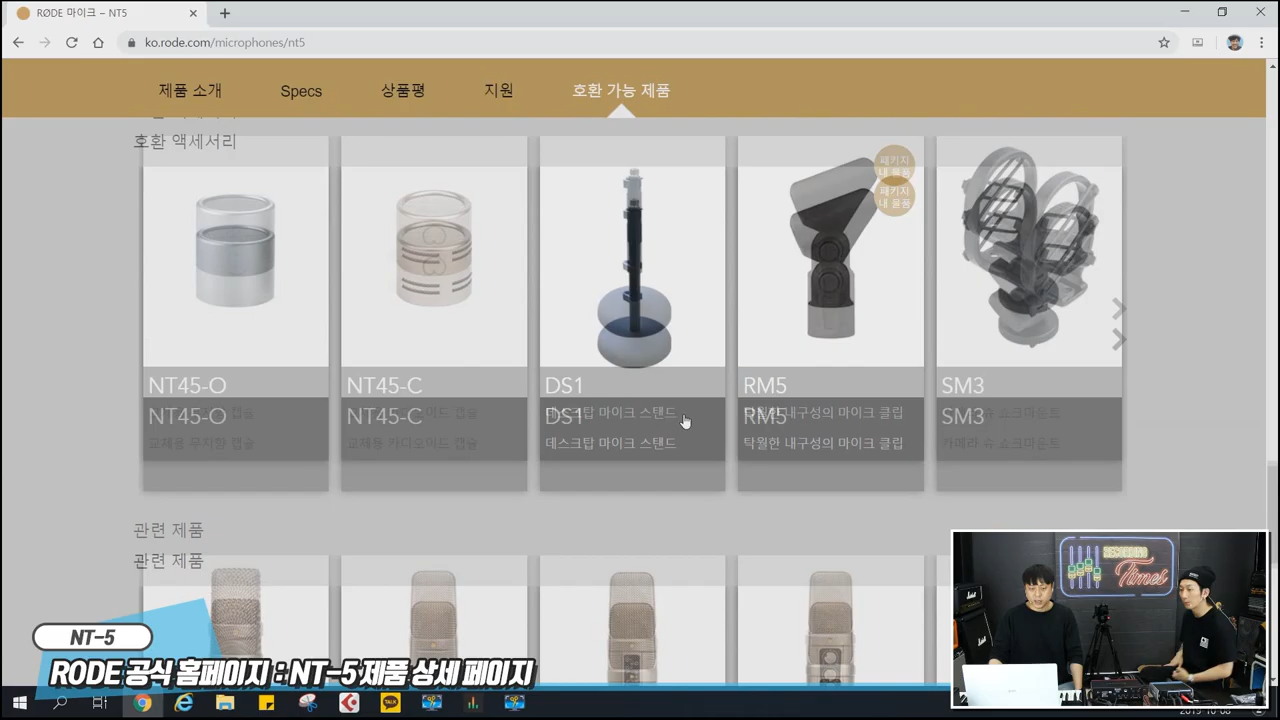 RØDE 마이크 – NT5
ko.rode.com/microphones/nt5
제품 소개
Specs
상품평
지원
호환 가능 제품
호환 액세서리
패키지
내 물품
패키지
내 물품
NT45-O
NT45-C
DS1
RM5
SM3
데스크탑 마이크 스탠드
탁월한 내구성의 마이크 클립
NT45-O
NT45-C
DS1
RM5
SM3
교체용 무지향 캡슐
교체용 카디오이드 캡슐
데스크탑 마이크 스탠드
탁월한 내구성의 마이크 클립
카메라 슈 쇼크마운트
관련 제품
관련 제품
Times
NT-5
RODE 공식 홈페이지 : NT-5 제품 상세 페이지
TALK
2019-10-08